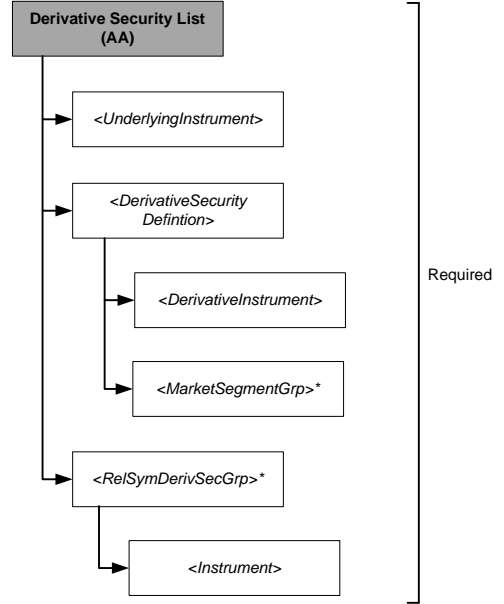 Derivative Security List
(AA)
<UnderlyingInstrument>
<DerivativeSecurity
Defintion>
<DerivativeInstrument>
Required
<MarketSegmentGrp>*
<RelSymDerivSecGrp>*
<Instrument>